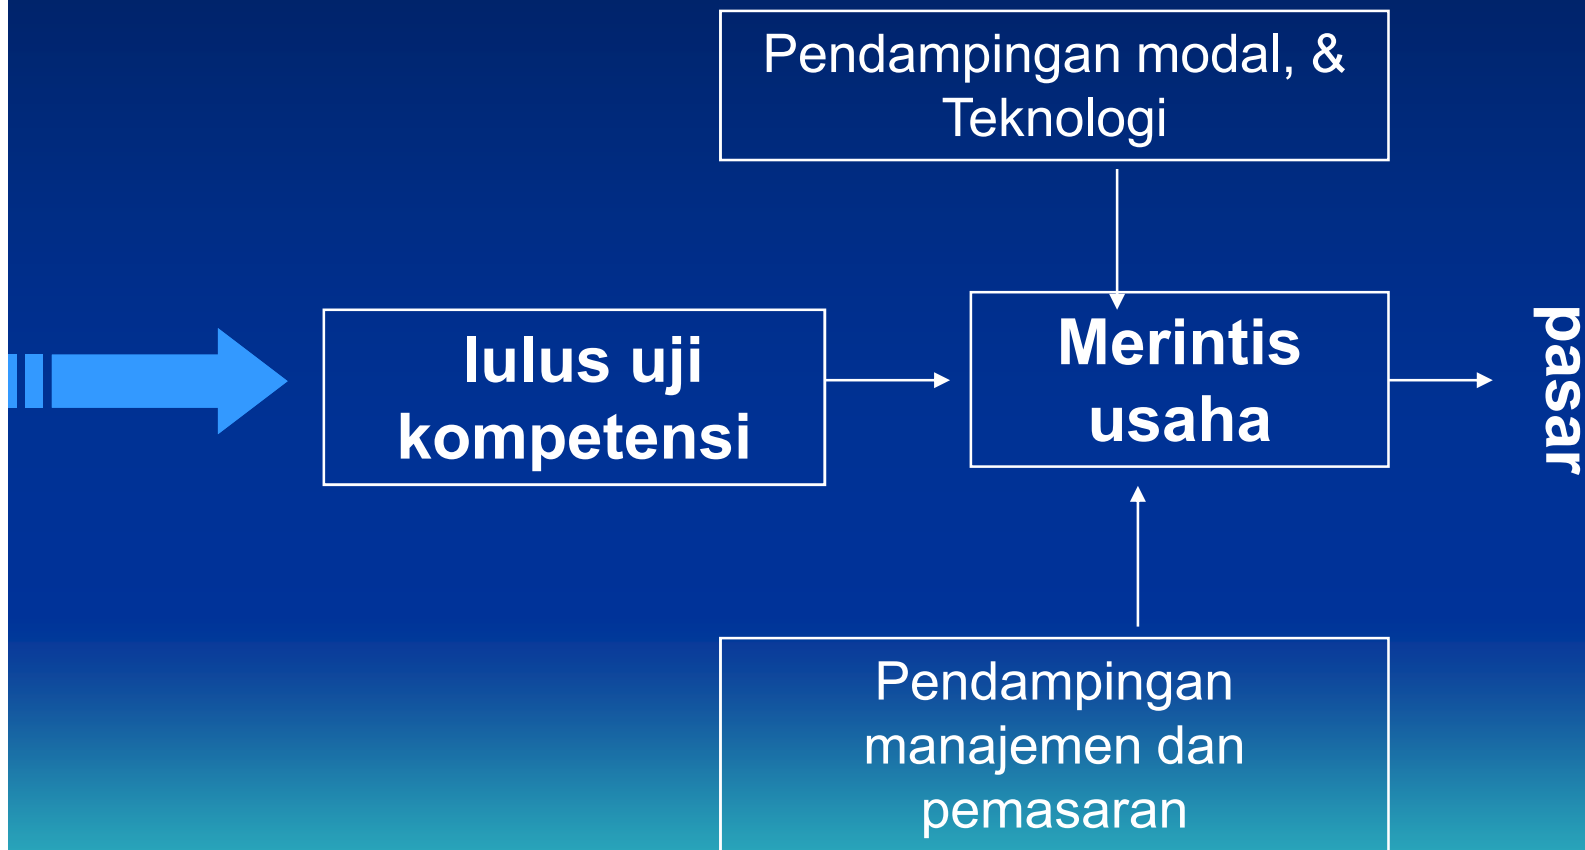 Pendampingan modal, &
Teknologi
lulus uji
kompetensi
Merintis
usaha
pasar
Pendampingan
manajemen dan
pemasaran